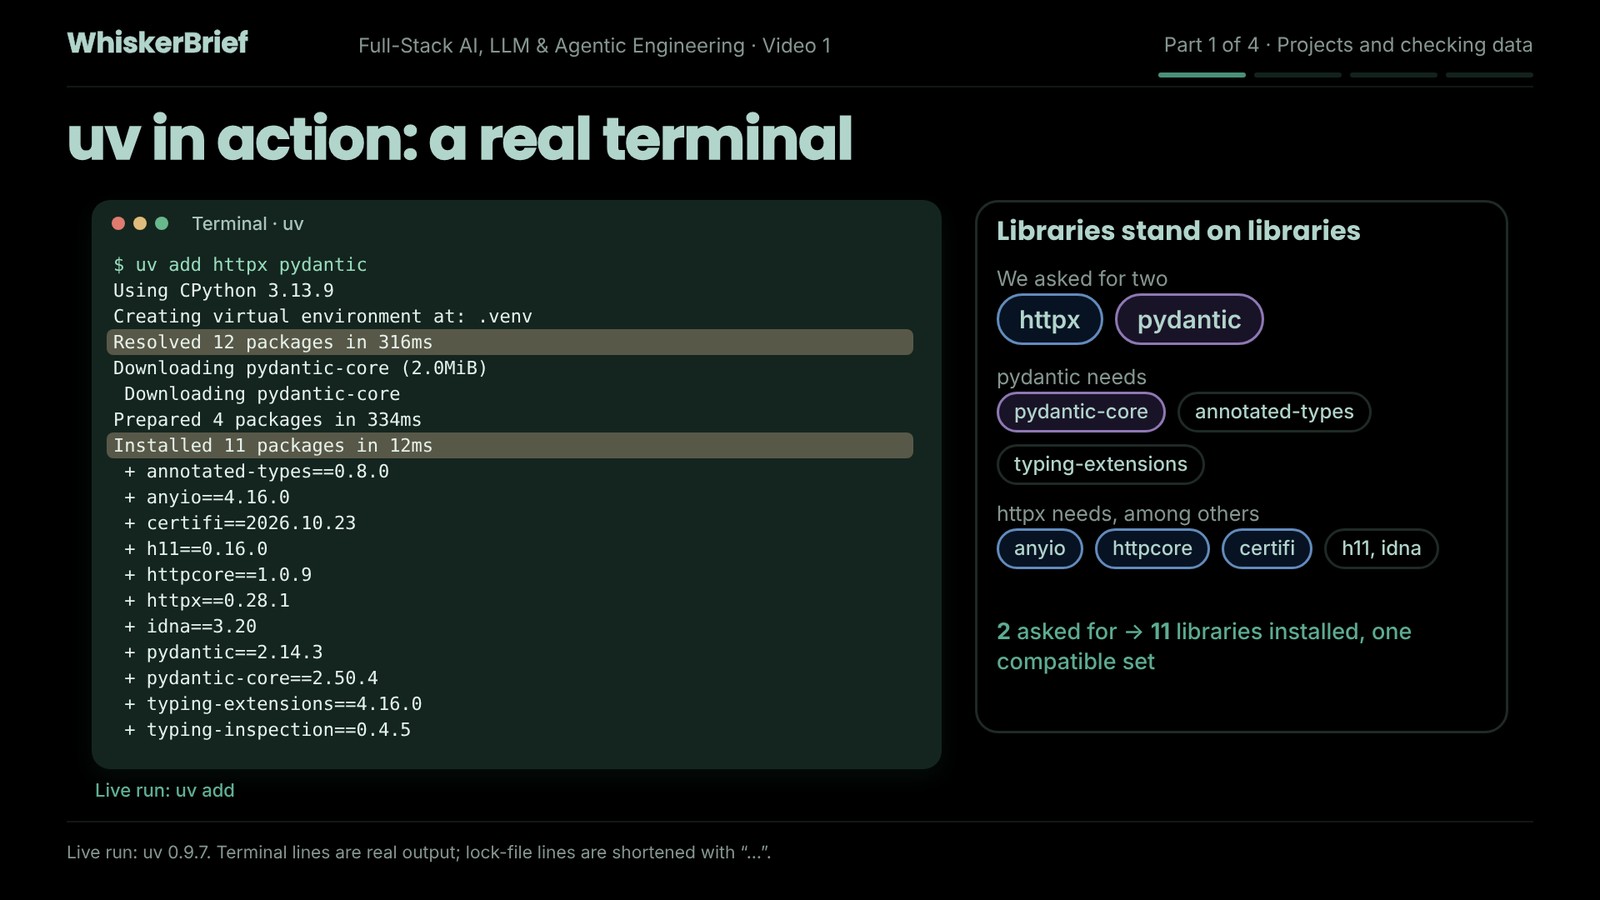 WhiskerBrief
Full-Stack AI, LLM & Agentic Engineering · Video 1
Part 1 of 4 · Projects and checking data
uv in action: a real terminal
Terminal · uv
$ uv add httpx pydantic
Using CPython 3.13.9
Creating virtual environment at: .venv
Resolved 12 packages in 316ms
Downloading pydantic-core (2.0MiB)
Downloading pydantic-core
Prepared 4 packages in 334ms
Installed 11 packages in 12ms
+ annotated-types==0.8.0
+ anyio==4.16.0
+ certifi==2026.10.23
+ h11==0.16.0
+ httpcore==1.0.9
+ httpx==0.28.1
+ idna==3.20
+ pydantic==2.14.3
+ pydantic-core==2.50.4
+ typing-extensions==4.16.0
+ typing-inspection==0.4.5
Live run: uv add
Libraries stand on libraries
We asked for two
httpx pydantic
pydantic needs
pydantic-core annotated-types
typing-extensions
httpx needs, among others
anyio httpcore certifi h11, idna
2 asked for → 11 libraries installed, one
compatible set
Live run: uv 0.9.7. Terminal lines are real output; lock-file lines are shortened with “…”.